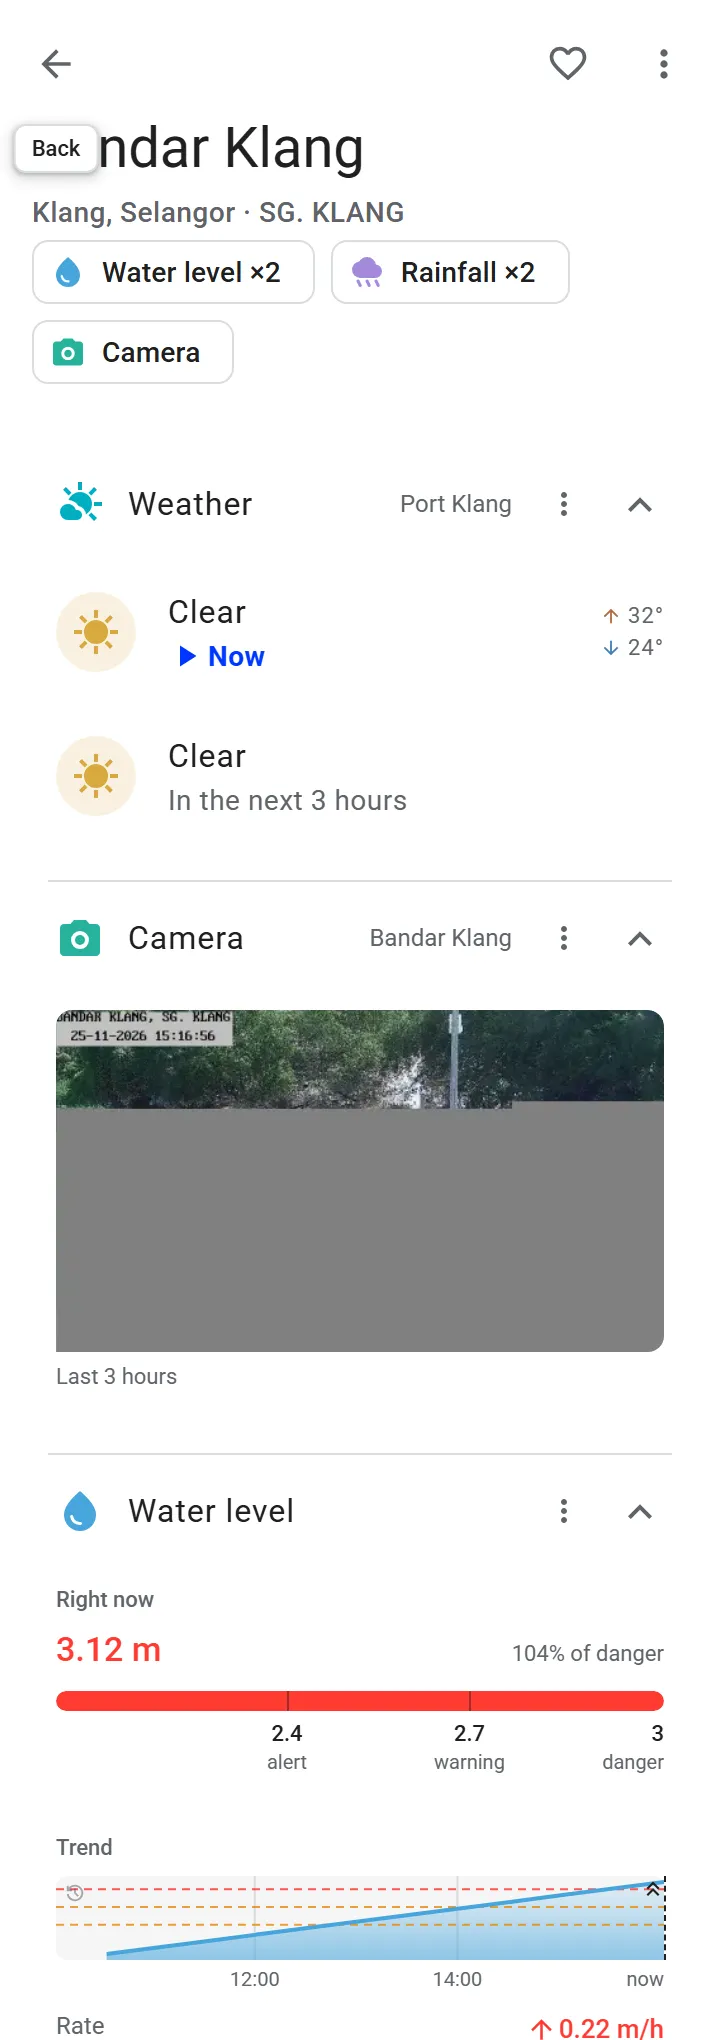 Back
ndar Klang
Klang, Selangor · SG. KLANG
Water level ×2
Rainfall ×2
Camera
Weather
Port Klang
Clear
Now
↑ 32°
↓ 24°
Clear
In the next 3 hours
Camera
Bandar Klang
BANDAR KLANG, SG. KLANG
25-11-2026 15:16:56
Last 3 hours
Water level
Right now
3.12 m
104% of danger
2.4
alert
2.7
warning
3
danger
Trend
12:00
14:00
now
Rate
↑ 0.22 m/h